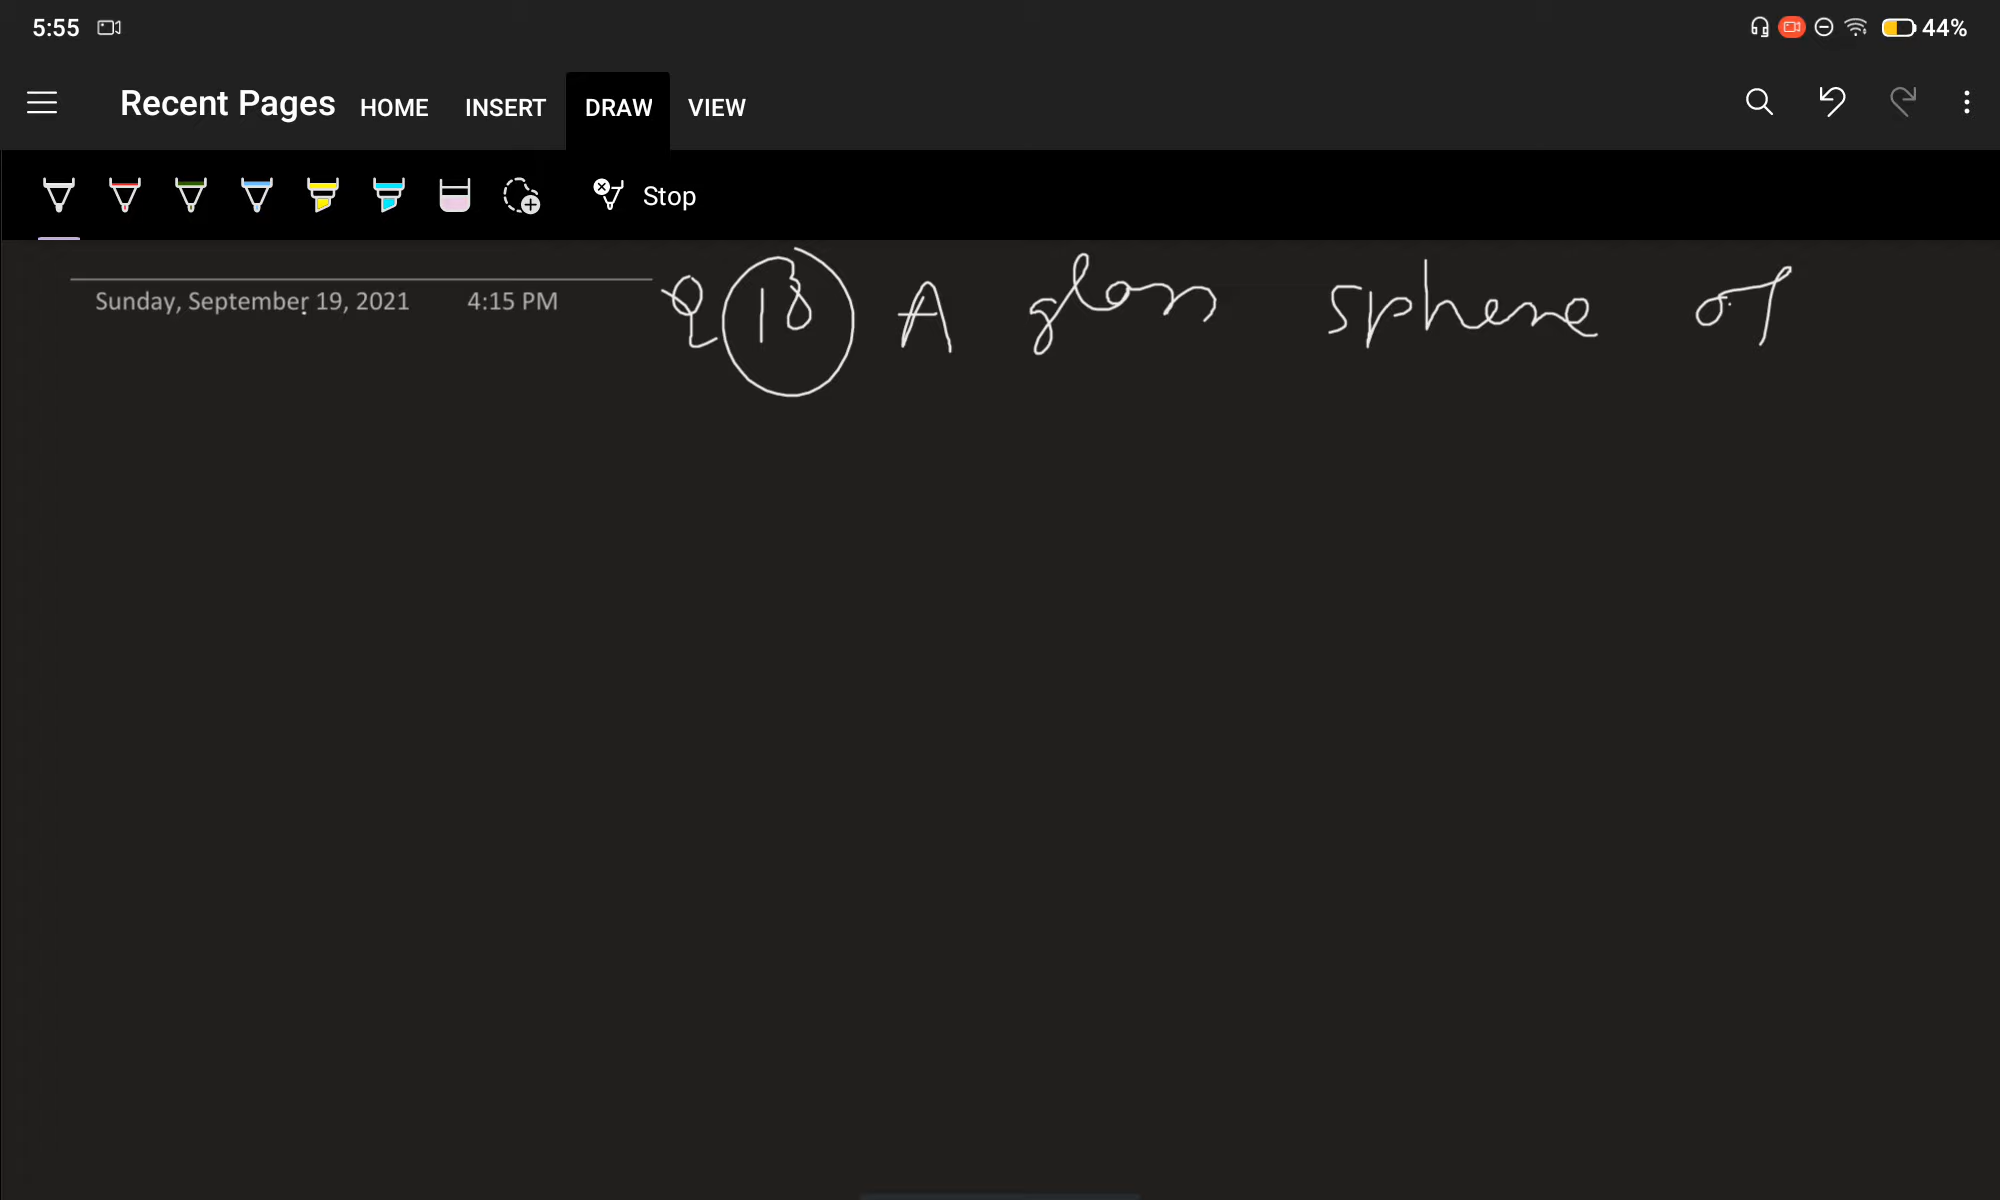 5:55 44%
Recent Pages HOME INSERT DRAW VIEW
Stop
Sunday, September 19, 2021 4:15 PM
Q 18 A glass sphere of